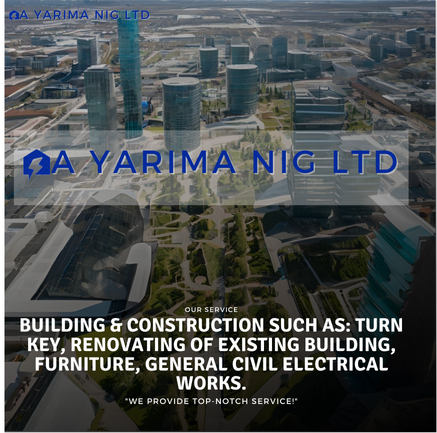 A YARIMA NIG LTD
A YARIMA NIG LTD
OUR SERVICE
BUILDING & CONSTRUCTION SUCH AS: TURN
KEY, RENOVATING OF EXISTING BUILDING,
FURNITURE, GENERAL CIVIL ELECTRICAL
WORKS.
"WE PROVIDE TOP-NOTCH SERVICE!"